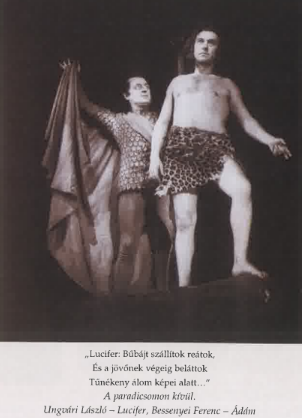 „Lucifer: Bűbájt szállítok reátok,
És a jövőnek végeig beláttok
Tűnékeny álom képei alatt...”
A paradicsomon kívül.
Ungvári László – Lucifer, Bessenyei Ferenc – Ádám